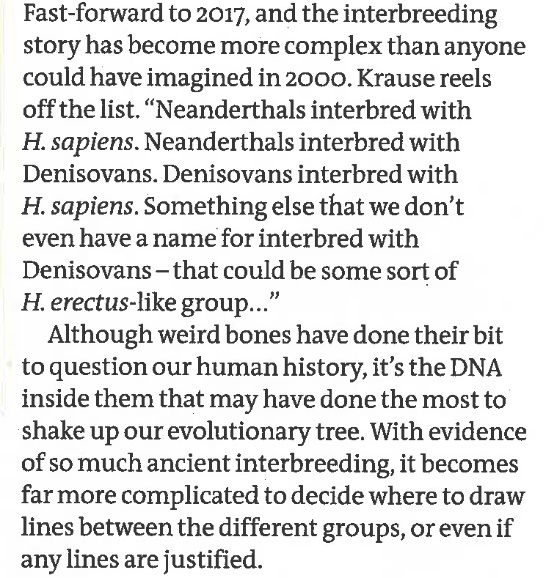 Fast-forward to 2017, and the interbreeding
story has become more complex than anyone
could have imagined in 2000. Krause reels
off the list. “Neanderthals interbred with
H. sapiens. Neanderthals interbred with
Denisovans. Denisovans interbred with
H. sapiens. Something else that we don’t
even have a name for interbred with
Denisovans – that could be some sort of
H. erectus-like group...”
Although weird bones have done their bit
to question our human history, it’s the DNA
inside them that may have done the most to
shake up our evolutionary tree. With evidence
of so much ancient interbreeding, it becomes
far more complicated to decide where to draw
lines between the different groups, or even if
any lines are justified.